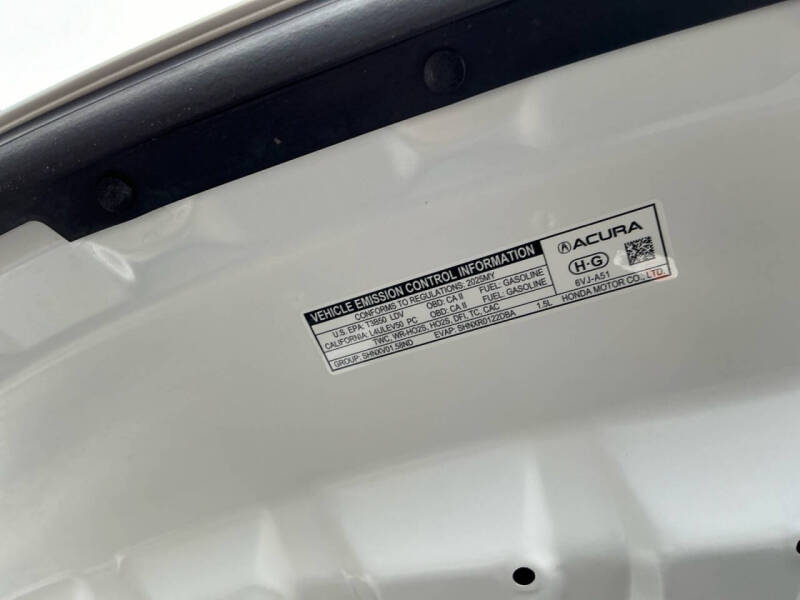 VEHICLE EMISSION CONTROL INFORMATION
CONFORMS TO REGULATIONS: 2025MY
U.S. EPA: T3B50 LDV OBD: CA II FUEL: GASOLINE
CALIFORNIA: L4ULEV50 PC OBD: CA II FUEL: GASOLINE
TWC, WR-HO2S, HO2S, DFI, TC, CAC
GROUP: SHNXV01.58ND EVAP: SHNXR0122DBA 1.5L
ACURA
H-G
6VJ-A51
HONDA MOTOR CO., LTD.